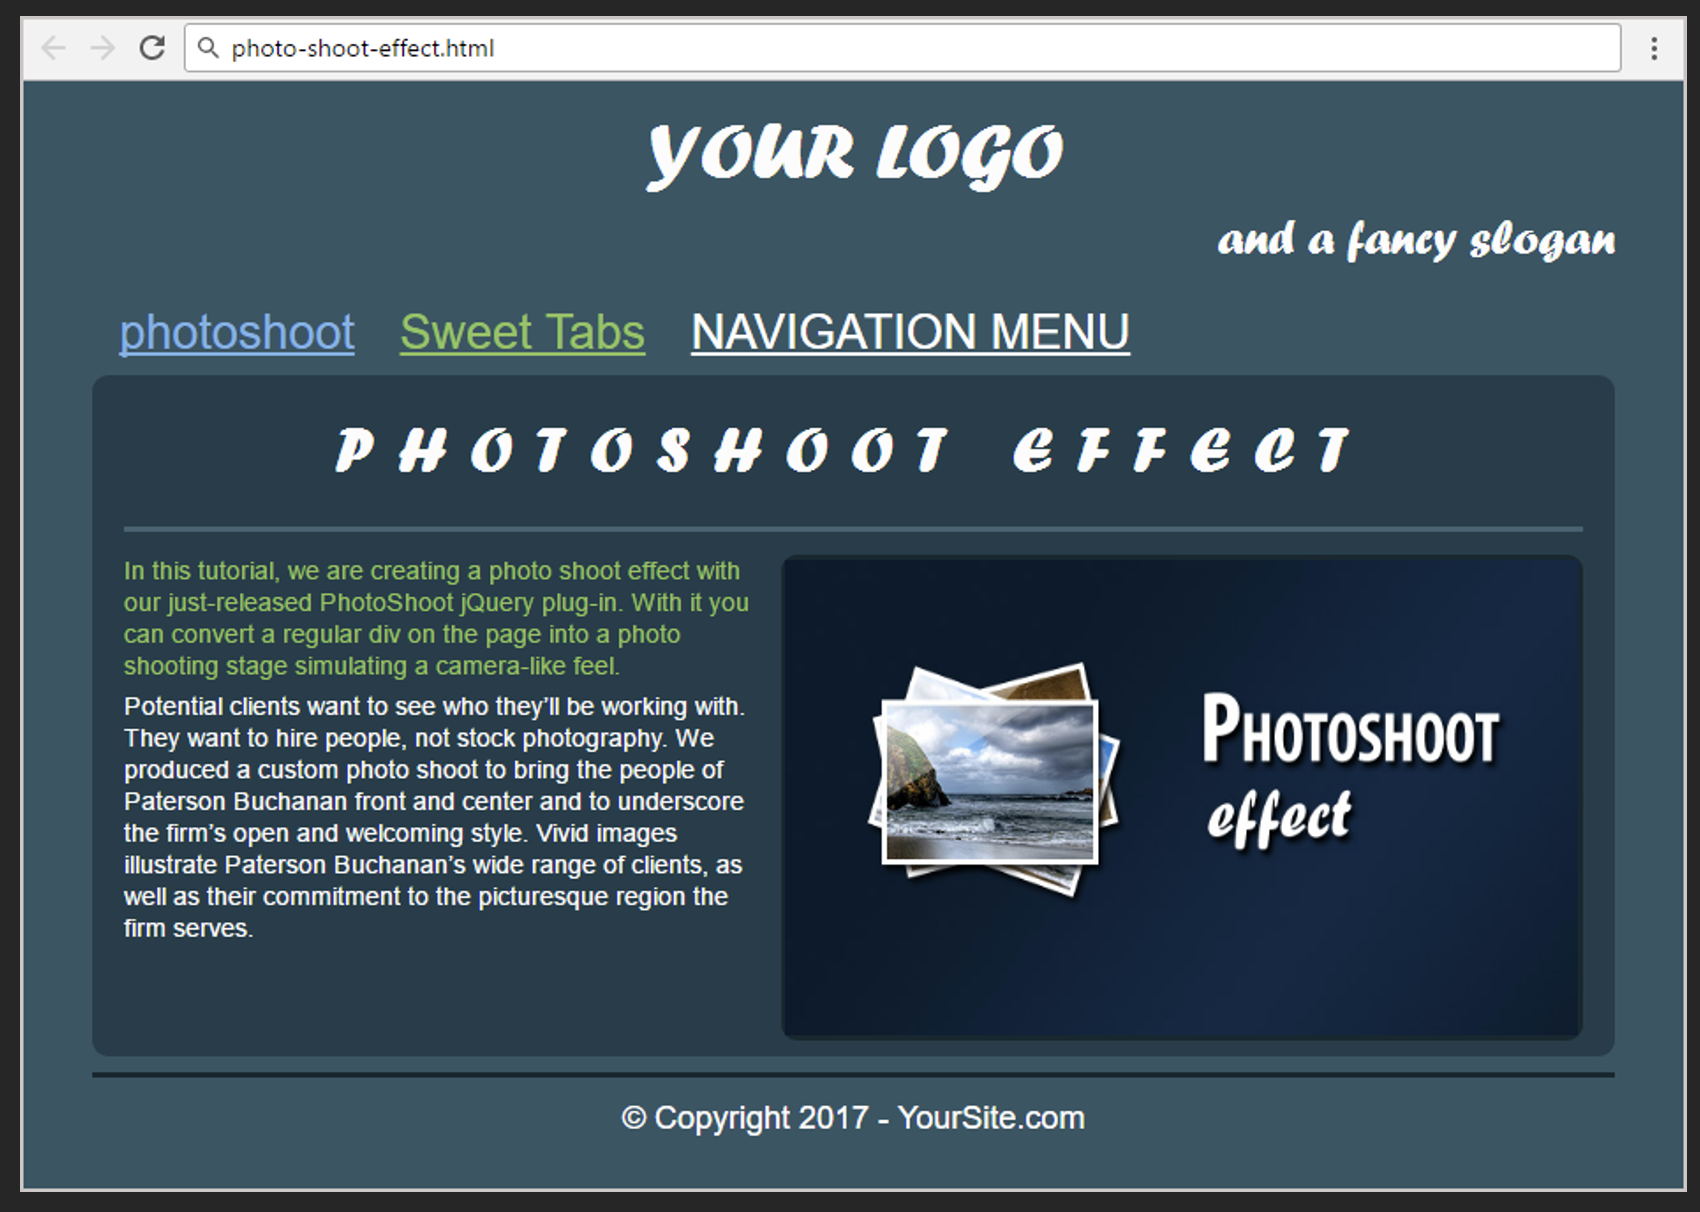 photo-shoot-effect.html
YOUR LOGO
and a fancy slogan
photoshoot Sweet Tabs NAVIGATION MENU
PHOTOSHOOT EFFECT
In this tutorial, we are creating a photo shoot effect with
our just-released PhotoShoot jQuery plug-in. With it you
can convert a regular div on the page into a photo
shooting stage simulating a camera-like feel.
Potential clients want to see who they’ll be working with.
They want to hire people, not stock photography. We
produced a custom photo shoot to bring the people of
Paterson Buchanan front and center and to underscore
the firm’s open and welcoming style. Vivid images
illustrate Paterson Buchanan’s wide range of clients, as
well as their commitment to the picturesque region the
firm serves.
PHOTOSHOOT
effect
© Copyright 2017 - YourSite.com